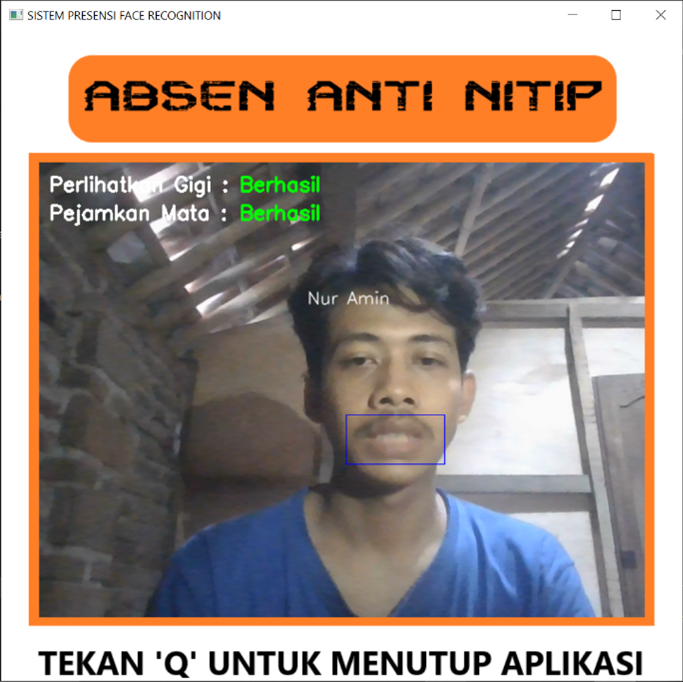 SISTEM PRESENSI FACE RECOGNITION
ABSEN ANTI NITIP
Perlihatkan Gigi : Berhasil
Pejamkan Mata : Berhasil
Nur Amin
TEKAN 'Q' UNTUK MENUTUP APLIKASI